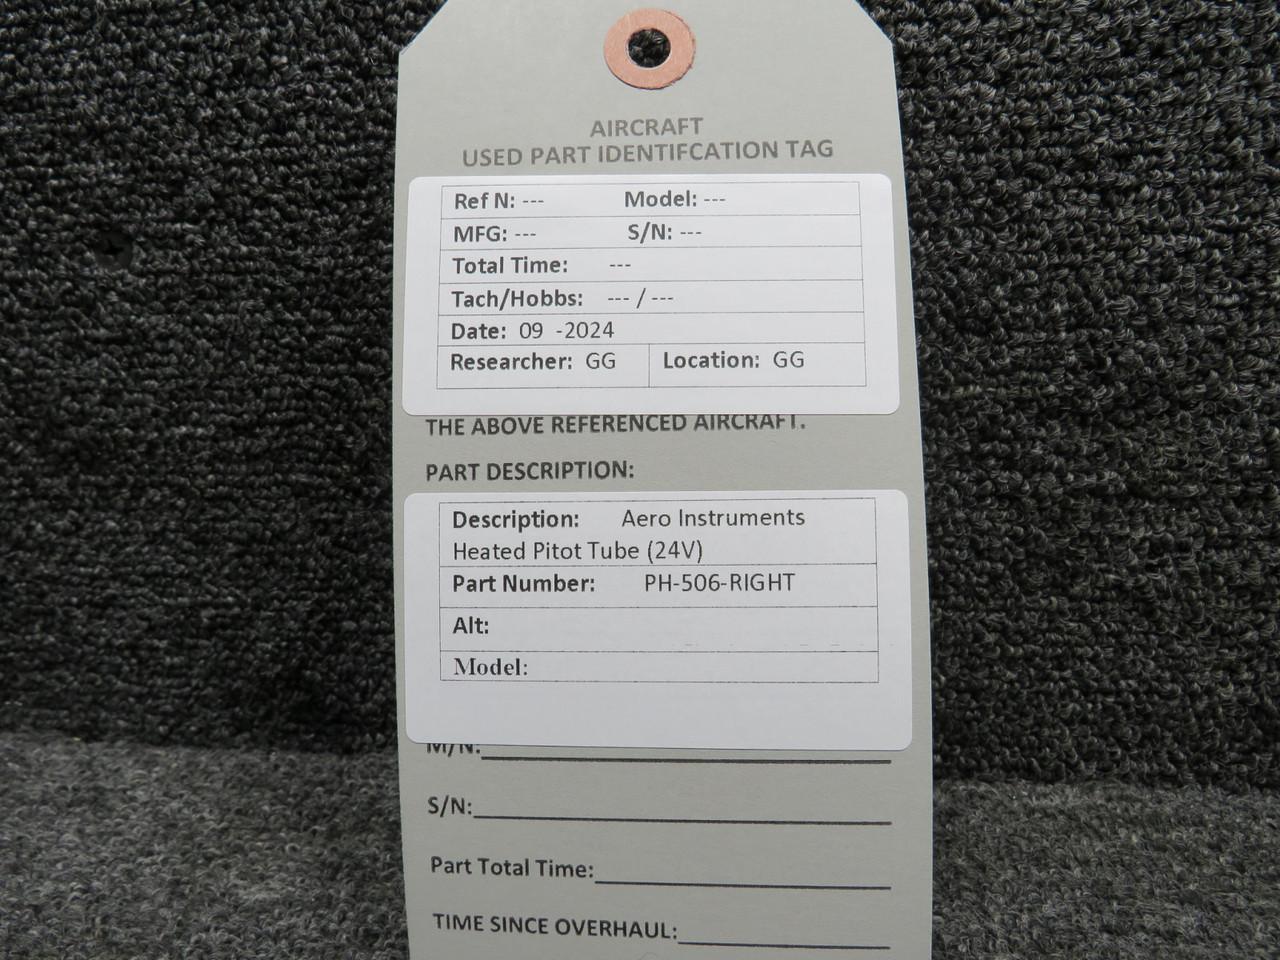 AIRCRAFT
USED PART IDENTIFCATION TAG
Ref N: --- Model: ---
MFG: --- S/N: ---
Total Time: ---
Tach/Hobbs: --- / ---
Date: 09 -2024
Researcher: GG Location: GG
THE ABOVE REFERENCED AIRCRAFT.
PART DESCRIPTION:
Description: Aero Instruments
Heated Pitot Tube (24V)
Part Number: PH-506-RIGHT
Alt:
Model:
M/N:
S/N:
Part Total Time:
TIME SINCE OVERHAUL: